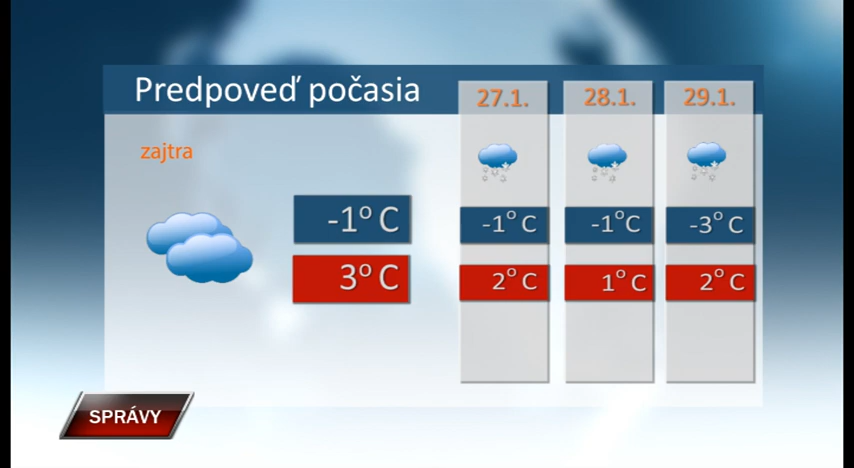 Predpoveď počasia
27.1.
28.1.
29.1.
zajtra
-1° C
3° C
-1° C
-1°C
-3° C
2° C
1° C
2° C
SPRÁVY